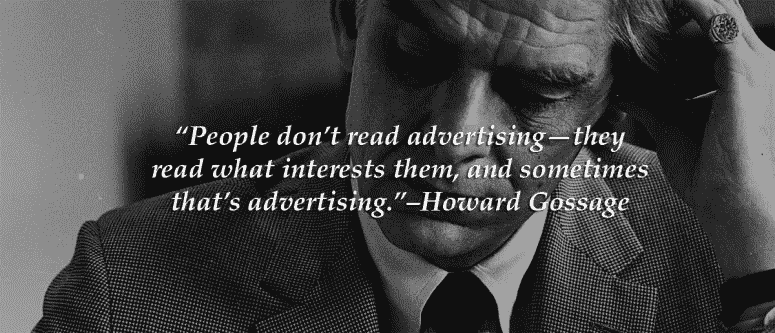 “People don’t read advertising—they
read what interests them, and sometimes
that’s advertising.”–Howard Gossage